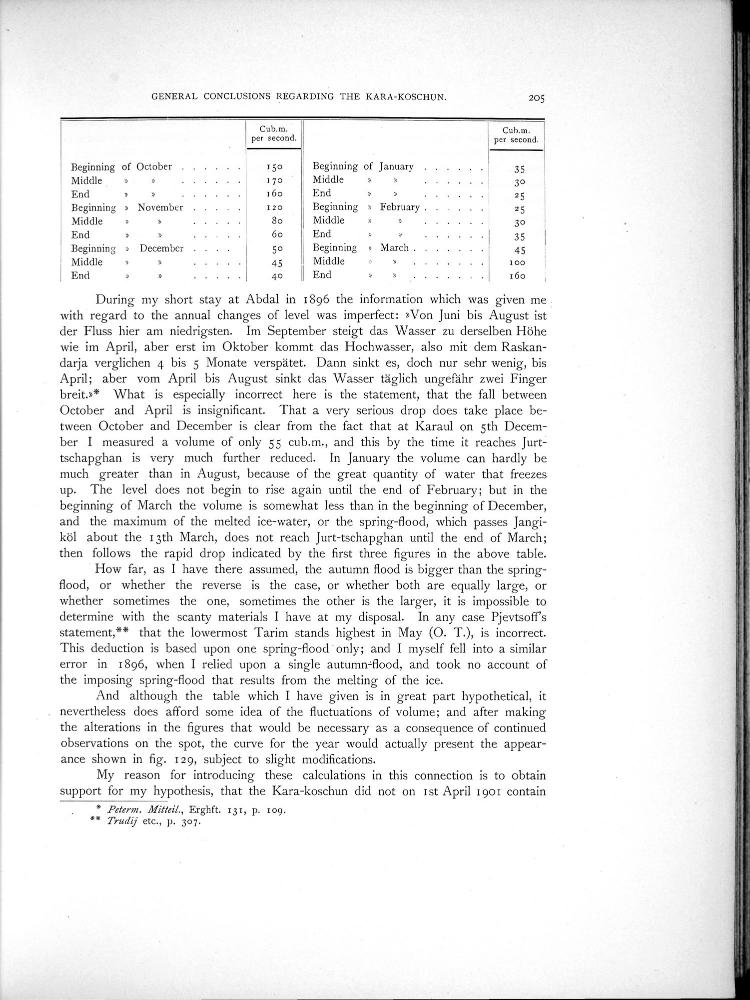 GENERAL CONCLUSIONS REGARDING THE KARA-KOSCHUN. 205
Cub.m. per second. Cub.m. per second.
Beginning of October . . . . . . 150 Beginning of January . . . . . . 35
Middle » » . . . . . . 170 Middle » » . . . . . . 30
End » » . . . . . . 160 End » » . . . . . . 25
Beginning » November . . . . . 120 Beginning » February . . . . . . 25
Middle » » . . . . . 80 Middle » » . . . . . . 30
End » » . . . . . 60 End » » . . . . . . 35
Beginning » December . . . . 50 Beginning » March . . . . . . . 45
Middle » » . . . . . 45 Middle » » . . . . . . . 100
End » » . . . . . 40 End » » . . . . . . . 160
During my short stay at Abdal in 1896 the information which was given me
with regard to the annual changes of level was imperfect: »Von Juni bis August ist
der Fluss hier am niedrigsten. Im September steigt das Wasser zu derselben Höhe
wie im April, aber erst im Oktober kommt das Hochwasser, also mit dem Raskan-
darja verglichen 4 bis 5 Monate verspätet. Dann sinkt es, doch nur sehr wenig, bis
April; aber vom April bis August sinkt das Wasser täglich ungefähr zwei Finger
breit.»* What is especially incorrect here is the statement, that the fall between
October and April is insignificant. That a very serious drop does take place be-
tween October and December is clear from the fact that at Karaul on 5th Decem-
ber I measured a volume of only 55 cub.m., and this by the time it reaches Jurt-
tschapghan is very much further reduced. In January the volume can hardly be
much greater than in August, because of the great quantity of water that freezes
up. The level does not begin to rise again until the end of February; but in the
beginning of March the volume is somewhat less than in the beginning of December,
and the maximum of the melted ice-water, or the spring-flood, which passes Jangi-
köl about the 13th March, does not reach Jurt-tschapghan until the end of March;
then follows the rapid drop indicated by the first three figures in the above table.
How far, as I have there assumed, the autumn flood is bigger than the spring-
flood, or whether the reverse is the case, or whether both are equally large, or
whether sometimes the one, sometimes the other is the larger, it is impossible to
determine with the scanty materials I have at my disposal. In any case Pjevtsoff's
statement,** that the lowermost Tarim stands highest in May (O. T.), is incorrect.
This deduction is based upon one spring-flood only; and I myself fell into a similar
error in 1896, when I relied upon a single autumn-flood, and took no account of
the imposing spring-flood that results from the melting of the ice.
And although the table which I have given is in great part hypothetical, it
nevertheless does afford some idea of the fluctuations of volume; and after making
the alterations in the figures that would be necessary as a consequence of continued
observations on the spot, the curve for the year would actually present the appear-
ance shown in fig. 129, subject to slight modifications.
My reason for introducing these calculations in this connection is to obtain
support for my hypothesis, that the Kara-koschun did not on 1st April 1901 contain
* Peterm. Mitteil., Erghft. 131, p. 109.
** Trudij etc., p. 307.